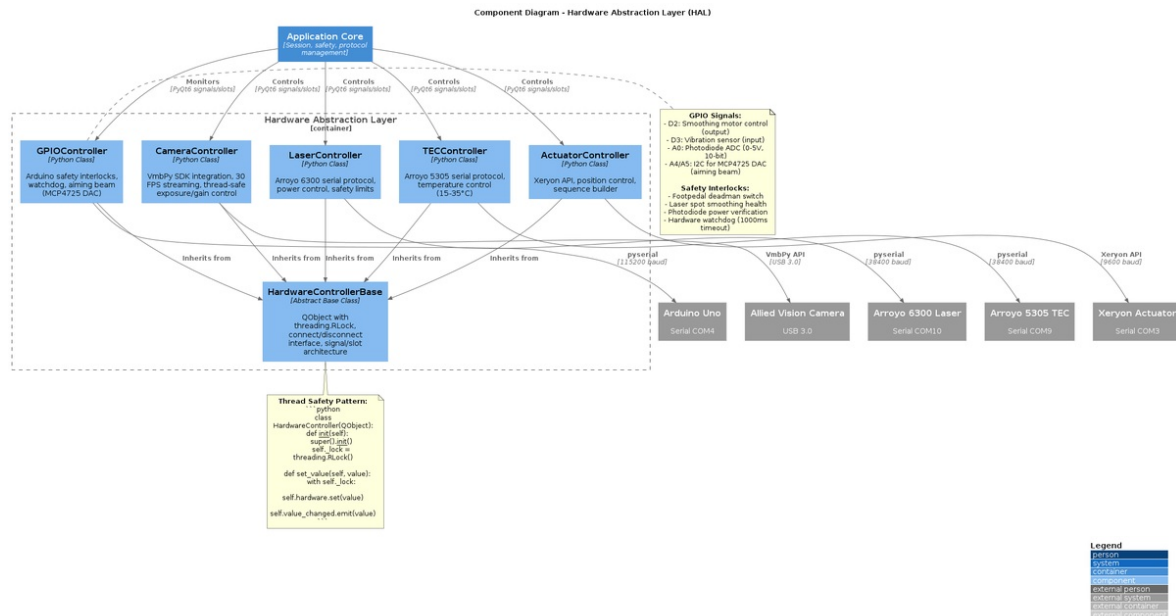 Component Diagram - Hardware Abstraction Layer (HAL)
Application Core
[Session, safety, protocol
management]
Monitors
[PyQt6 signals/slots]
Controls
[PyQt6 signals/slots]
Controls
[PyQt6 signals/slots]
Controls
[PyQt6 signals/slots]
Controls
[PyQt6 signals/slots]
Hardware Abstraction Layer
[container]
GPIOController
[Python Class]
Arduino safety interlocks,
watchdog, aiming beam
(MCP4725 DAC)
CameraController
[Python Class]
VmbPy SDK integration, 30
FPS streaming, thread-safe
exposure/gain control
LaserController
[Python Class]
Arroyo 6300 serial protocol,
power control, safety limits
TECController
[Python Class]
Arroyo 5305 serial protocol,
temperature control
(15-35°C)
ActuatorController
[Python Class]
Xeryon API, position control,
sequence builder
GPIO Signals:
- D2: Smoothing motor control
(output)
- D3: Vibration sensor (input)
- A0: Photodiode ADC (0-5V,
10-bit)
- A4/A5: I2C for MCP4725 DAC
(aiming beam)
Safety Interlocks:
- Footpedal deadman switch
- Laser spot smoothing health
- Photodiode power verification
- Hardware watchdog (1000ms
timeout)
Inherits from
Inherits from
Inherits from
Inherits from
Inherits from
pyserial
[115200 baud]
VmbPy API
[USB 3.0]
pyserial
[38400 baud]
pyserial
[38400 baud]
Xeryon API
[9600 baud]
HardwareControllerBase
[Abstract Base Class]
QObject with
threading.RLock,
connect/disconnect
interface, signal/slot
architecture
Arduino Uno
Serial COM4
Allied Vision Camera
USB 3.0
Arroyo 6300 Laser
Serial COM10
Arroyo 5305 TEC
Serial COM9
Xeryon Actuator
Serial COM3
Thread Safety Pattern:
```python
class
HardwareController(QObject):
def init(self):
super().init()
self._lock =
threading.RLock()
def set_value(self, value):
with self._lock:
self.hardware.set(value)
self.value_changed.emit(value)
```
Legend
person
system
container
component
external person
external system
external container